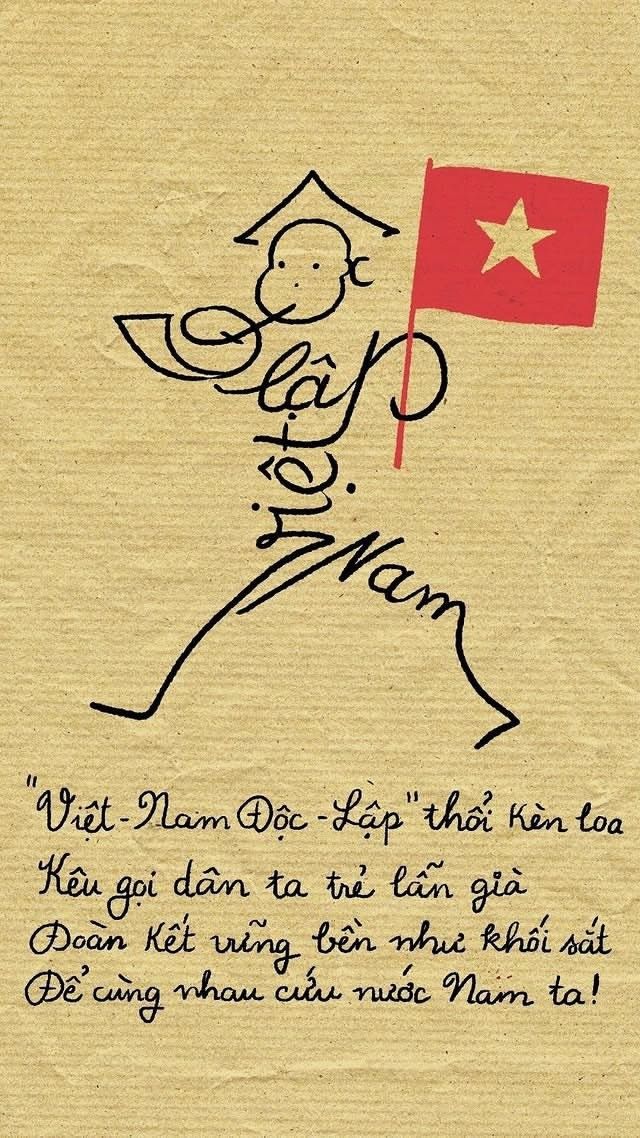 Độc
lập
việt
Nam
"Việt-Nam Độc-Lập" thổi kèn loa
Kêu gọi dân ta trẻ lẫn già
Đoàn kết vững bền như khối sắt
Để cùng nhau cứu nước Nam ta!